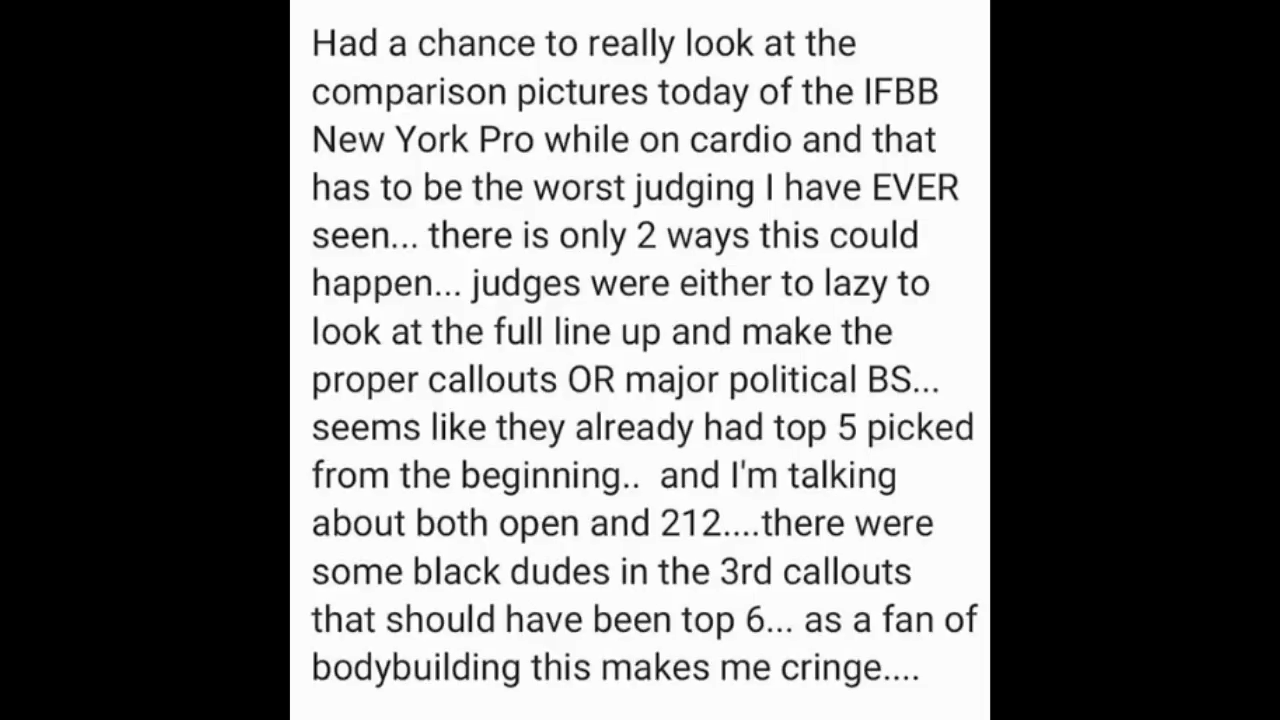 Had a chance to really look at the
comparison pictures today of the IFBB
New York Pro while on cardio and that
has to be the worst judging I have EVER
seen... there is only 2 ways this could
happen... judges were either to lazy to
look at the full line up and make the
proper callouts OR major political BS...
seems like they already had top 5 picked
from the beginning..  and I'm talking
about both open and 212....there were
some black dudes in the 3rd callouts
that should have been top 6... as a fan of
bodybuilding this makes me cringe....